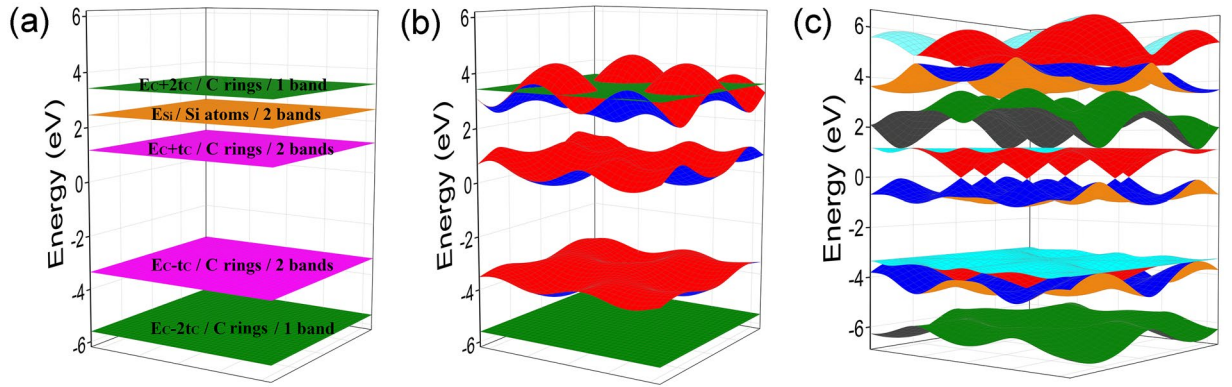 (a)
6
4
2
0
-2
-4
-6
Energy (eV)
EC+2tC / C rings / 1 band
ESi / Si atoms / 2 bands
EC+tC / C rings / 2 bands
EC-tC / C rings / 2 bands
EC-2tC / C rings / 1 band
(b)
6
4
2
0
-2
-4
-6
Energy (eV)
(c)
6
4
2
0
-2
-4
-6
Energy (eV)